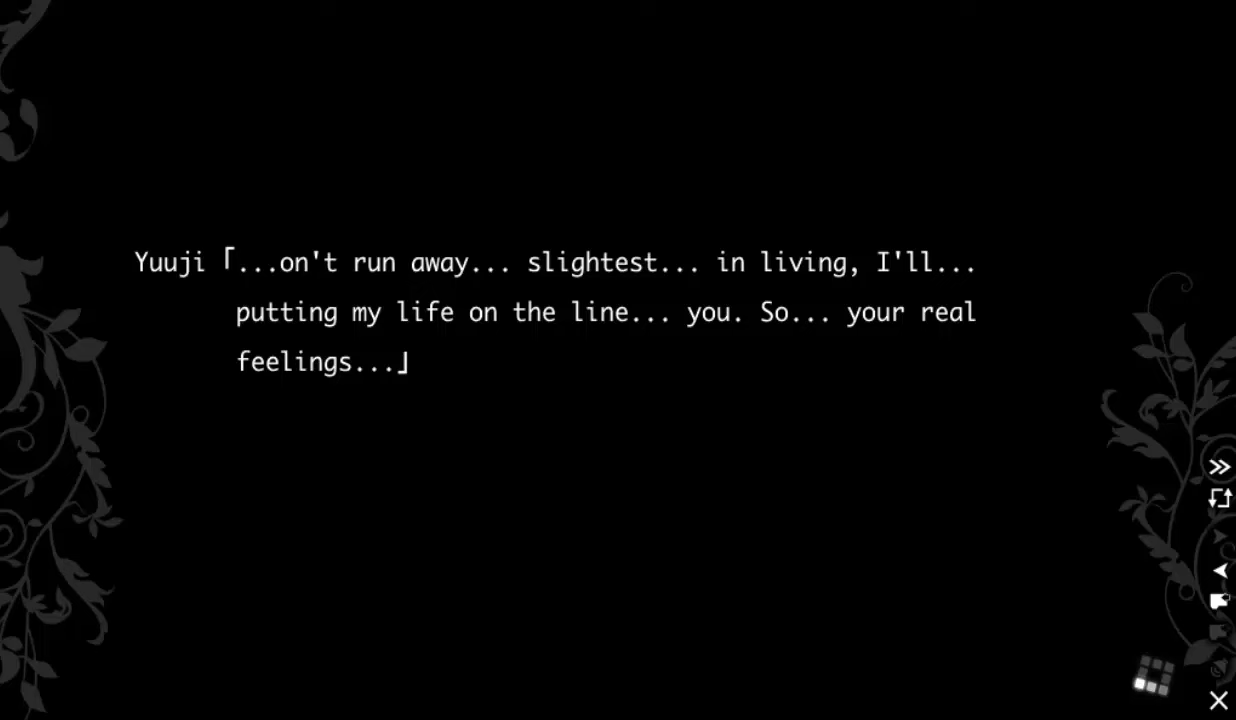 Yuuji「...on't run away... slightest... in living, I'll...
putting my life on the line... you. So... your real
feelings...」